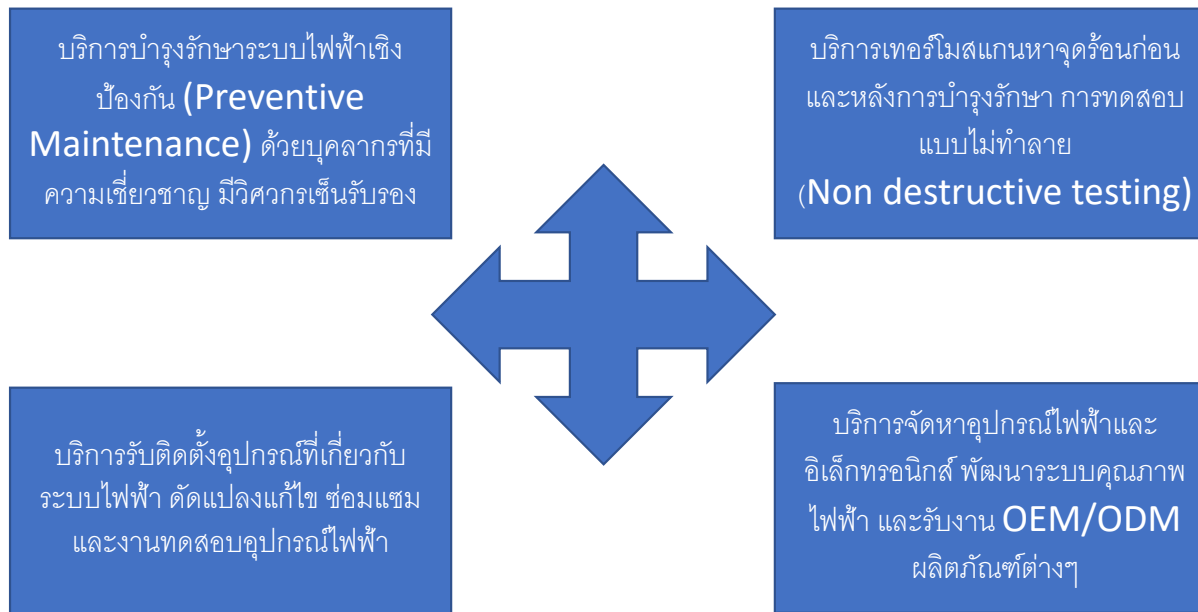 บริการบำรุงรักษาระบบไฟฟ้าเชิง
ป้องกัน (Preventive
Maintenance) ด้วยบุคลากรที่มี
ความเชี่ยวชาญ มีวิศวกรเซ็นรับรอง
บริการเทอร์โมสแกนหาจุดร้อนก่อน
และหลังการบำรุงรักษา การทดสอบ
แบบไม่ทำลาย
(Non destructive testing)
บริการรับติดตั้งอุปกรณ์ที่เกี่ยวกับ
ระบบไฟฟ้า ดัดแปลงแก้ไข ซ่อมแซม
และงานทดสอบอุปกรณ์ไฟฟ้า
บริการจัดหาอุปกรณ์ไฟฟ้าและ
อิเล็กทรอนิกส์ พัฒนาระบบคุณภาพ
ไฟฟ้า และรับงาน OEM/ODM
ผลิตภัณฑ์ต่างๆ